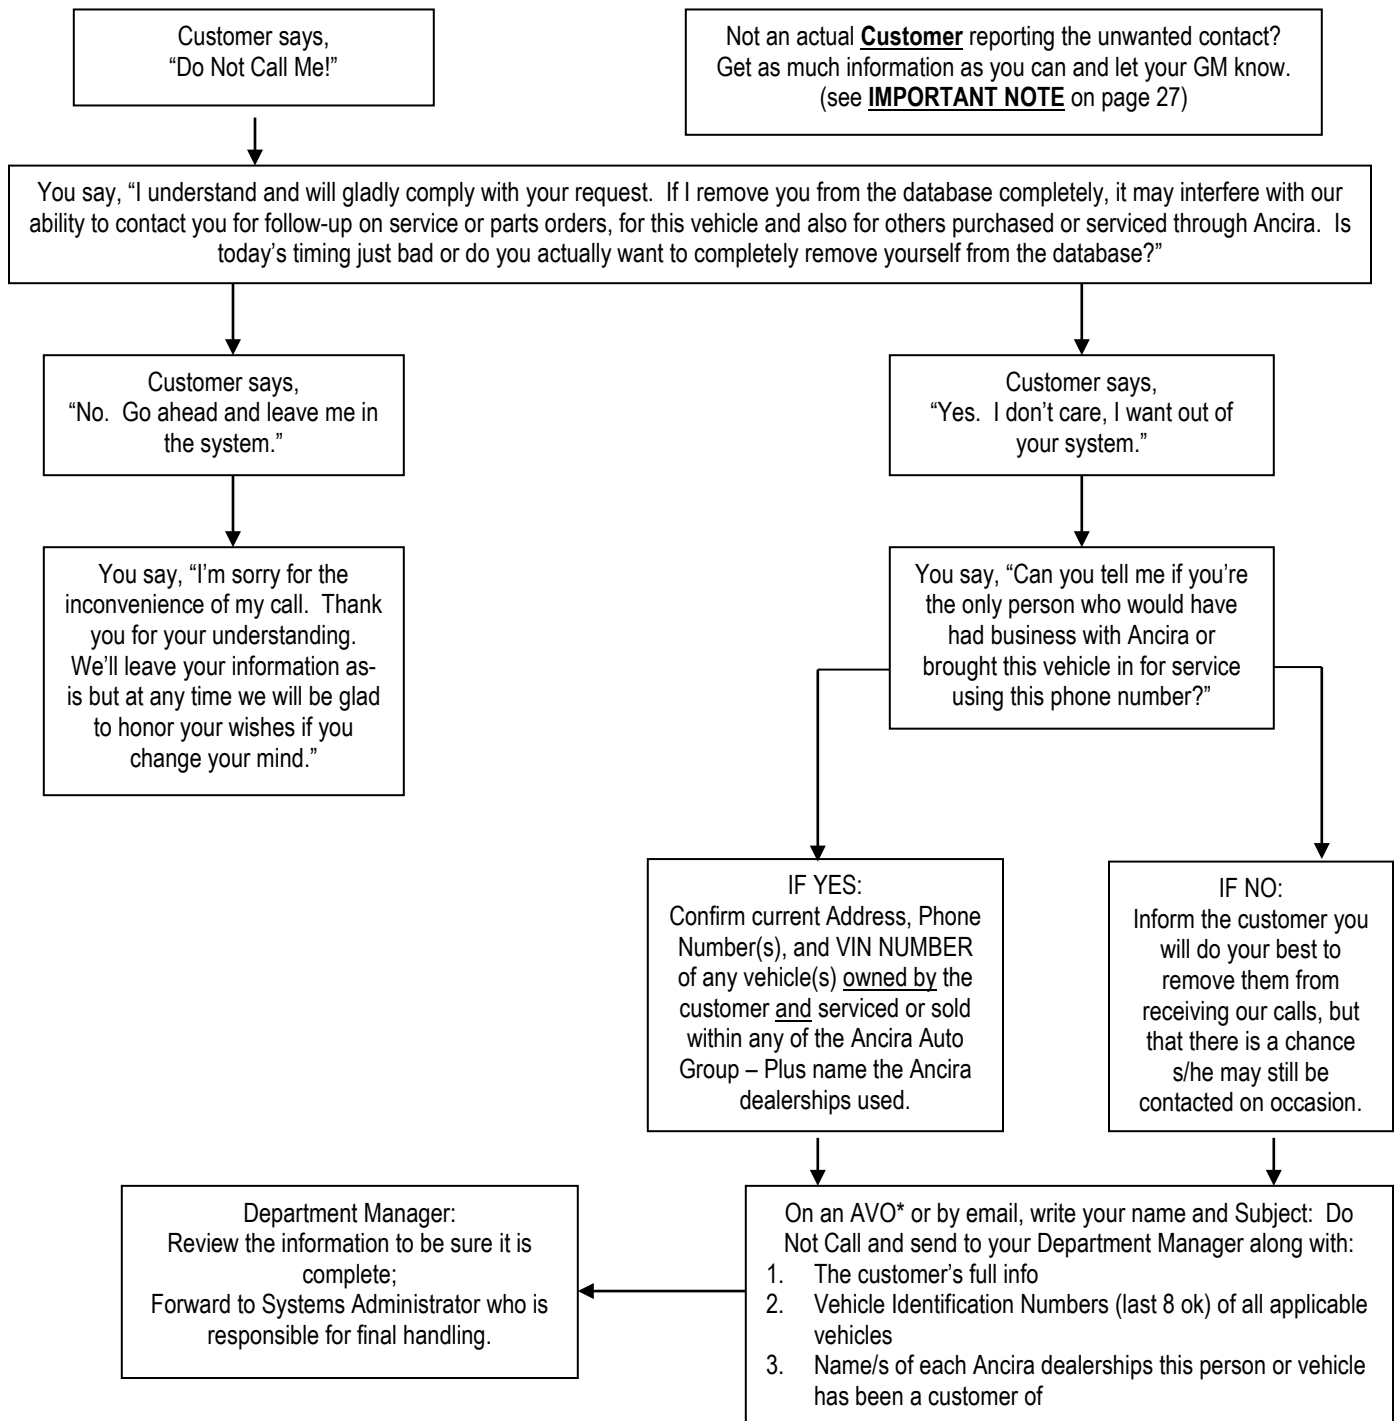 Customer says,
“Do Not Call Me!”
Not an actual Customer reporting the unwanted contact?
Get as much information as you can and let your GM know.
(see IMPORTANT NOTE on page 27)
You say, “I understand and will gladly comply with your request.  If I remove you from the database completely, it may interfere with our
ability to contact you for follow-up on service or parts orders, for this vehicle and also for others purchased or serviced through Ancira.  Is
today’s timing just bad or do you actually want to completely remove yourself from the database?”
Customer says,
“No.  Go ahead and leave me in
the system.”
Customer says,
“Yes.  I don’t care, I want out of
your system.”
You say, “I’m sorry for the
inconvenience of my call.  Thank
you for your understanding.
We’ll leave your information as-
is but at any time we will be glad
to honor your wishes if you
change your mind.”
You say, “Can you tell me if you’re
the only person who would have
had business with Ancira or
brought this vehicle in for service
using this phone number?”
IF YES:
Confirm current Address, Phone
Number(s), and VIN NUMBER
of any vehicle(s) owned by the
customer and serviced or sold
within any of the Ancira Auto
Group – Plus name the Ancira
dealerships used.
IF NO:
Inform the customer you
will do your best to
remove them from
receiving our calls, but
that there is a chance
s/he may still be
contacted on occasion.
Department Manager:
Review the information to be sure it is
complete;
Forward to Systems Administrator who is
responsible for final handling.
On an AVO* or by email, write your name and Subject:  Do
Not Call and send to your Department Manager along with:
1.  The customer’s full info
2.  Vehicle Identification Numbers (last 8 ok) of all applicable
vehicles
3.  Name/s of each Ancira dealerships this person or vehicle
has been a customer of